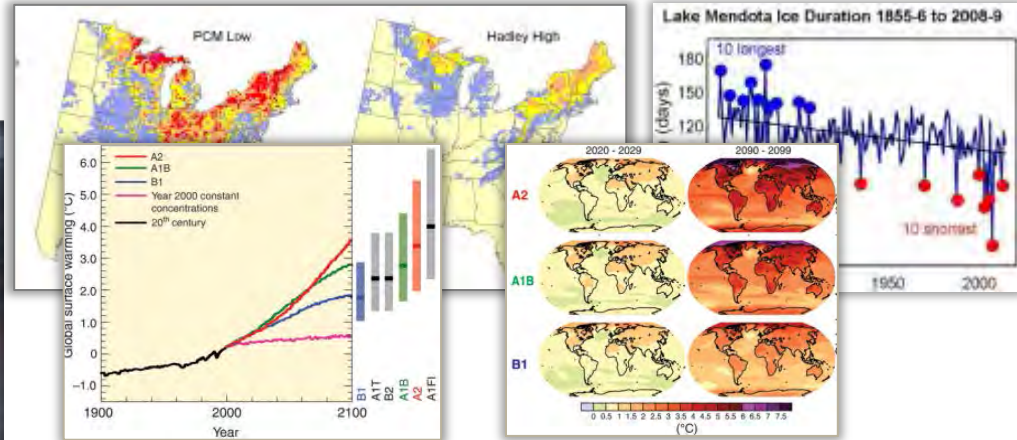 PCM Low
Hadley High
Lake Mendota Ice Duration 1855-6 to 2008-9
10 longest
180
150
120
(days)
10 shortest
1950
2000
6.0
5.0
4.0
3.0
2.0
1.0
0
–1.0
Global surface warming (°C)
A2
A1B
B1
Year 2000 constant
concentrations
20th century
1900
2000
2100
Year
B1
A1T
B2
A1B
A2
A1FI
2020 - 2029
2090 - 2099
A2
A1B
B1
0 0.5 1 1.5 2 2.5 3 3.5 4 4.5 5 5.5 6 6.5 7 7.5
(°C)